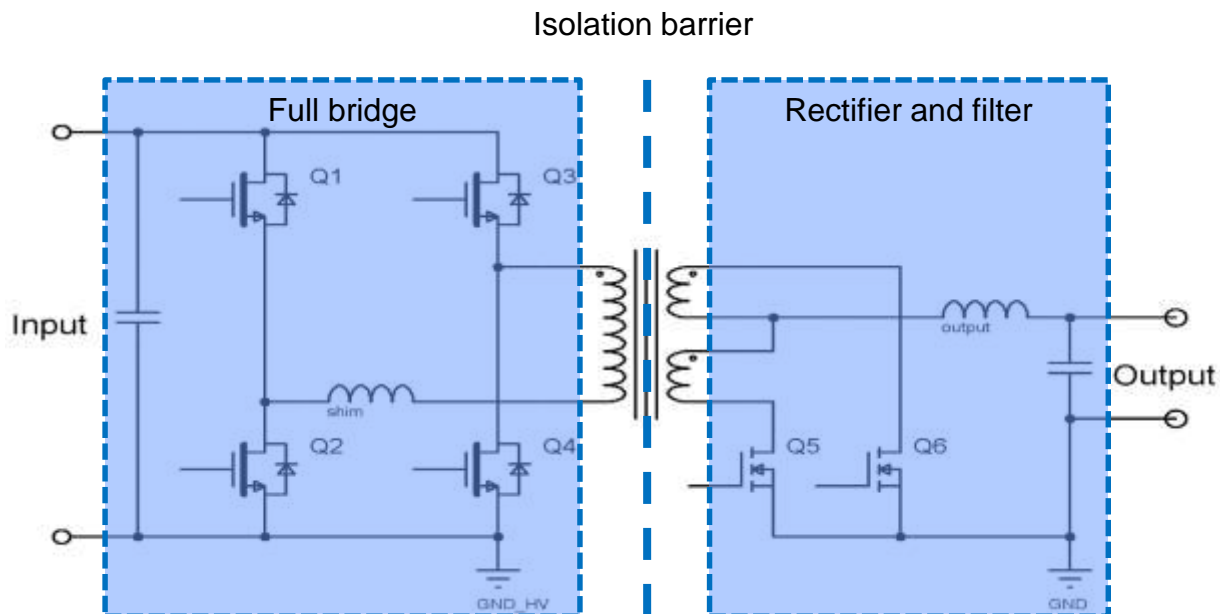 Isolation barrier
Full bridge
Rectifier and filter
Q1
Q3
Input
output
Output
shim
Q2
Q4
Q5
Q6
GND_HV
GND